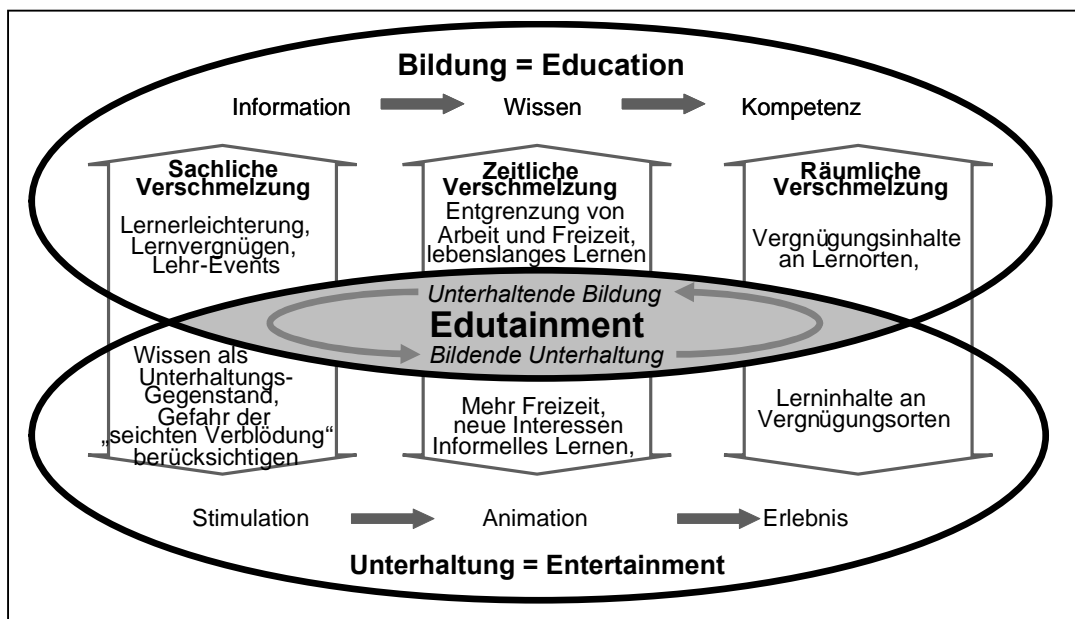 Bildung = Education
Information Wissen Kompetenz
Sachliche
Verschmelzung
Lernerleichterung,
Lernvergnügen,
Lehr-Events
Zeitliche
Verschmelzung
Entgrenzung von
Arbeit und Freizeit,
lebenslanges Lernen
Räumliche
Verschmelzung
Vergnügungsinhalte
an Lernorten,
Unterhaltende Bildung
Edutainment
Bildende Unterhaltung
Wissen als
Unterhaltungs-
Gegenstand,
Gefahr der
„seichten Verblödung“
berücksichtigen
Mehr Freizeit,
neue Interessen
Informelles Lernen,
Lerninhalte an
Vergnügungsorten
Stimulation Animation Erlebnis
Unterhaltung = Entertainment